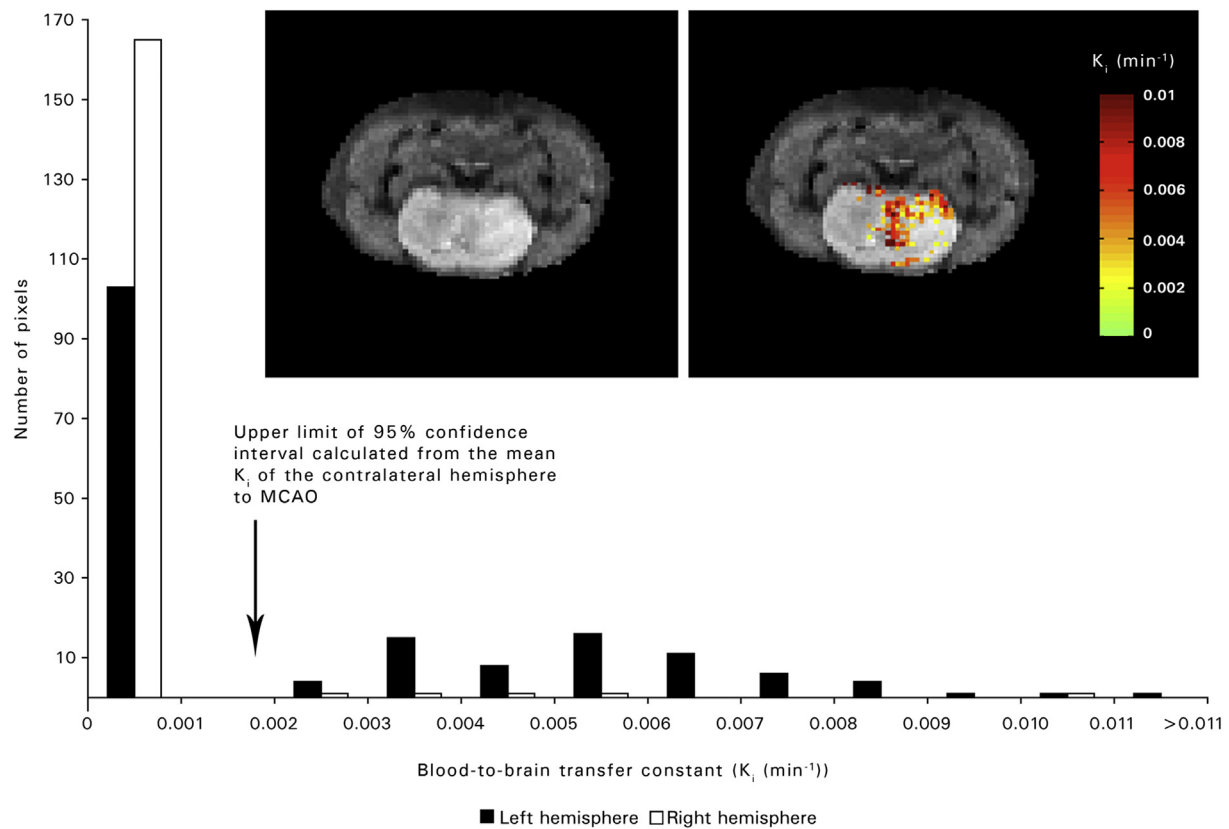 170
150
130
110
90
70
50
30
10
Number of pixels
K_i (min⁻¹)
0.01
0.008
0.006
0.004
0.002
0
Upper limit of 95% confidence
interval calculated from the mean
K_i of the contralateral hemisphere
to MCAO
0 0.001 0.002 0.003 0.004 0.005 0.006 0.007 0.008 0.009 0.010 0.011 >0.011
Blood-to-brain transfer constant (K_i (min⁻¹))
Left hemisphere Right hemisphere